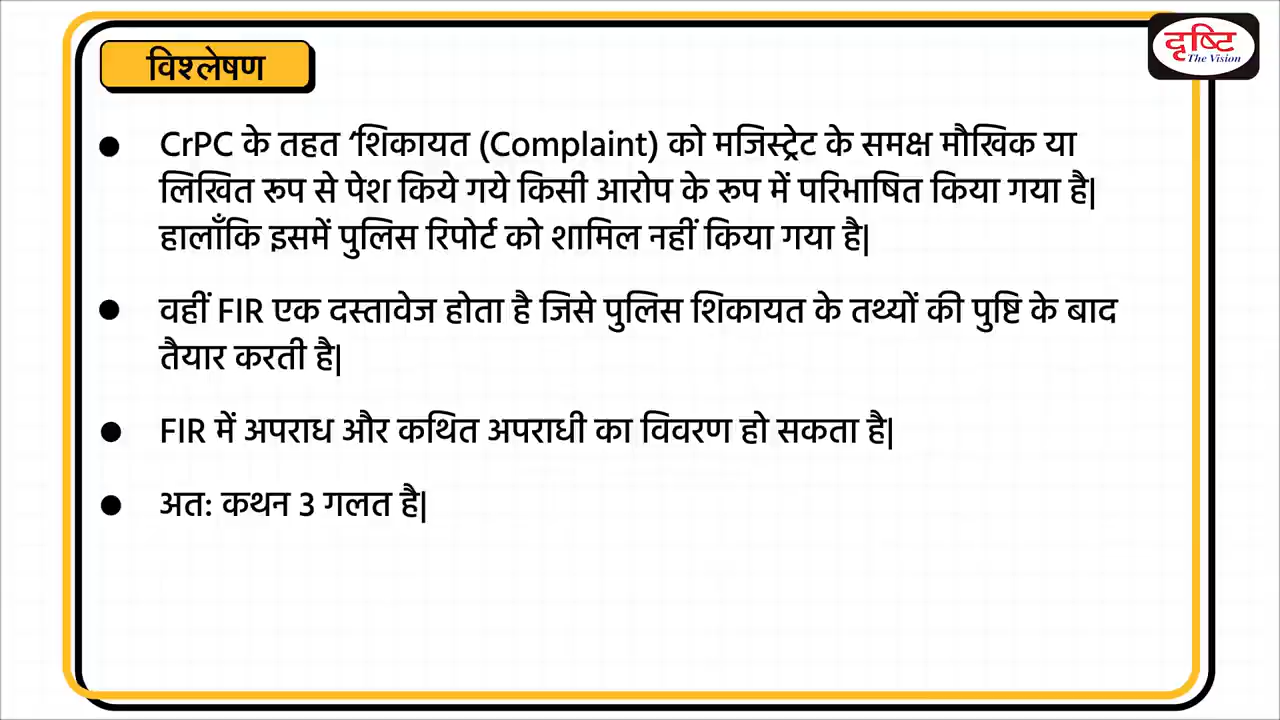 विश्लेषण
दृष्टि
The Vision
● CrPC के तहत ‘शिकायत (Complaint) को मजिस्ट्रेट के समक्ष मौखिक या
लिखित रूप से पेश किये गये किसी आरोप के रूप में परिभाषित किया गया है|
हालाँकि इसमें पुलिस रिपोर्ट को शामिल नहीं किया गया है|
● वहीं FIR एक दस्तावेज होता है जिसे पुलिस शिकायत के तथ्यों की पुष्टि के बाद
तैयार करती है|
● FIR में अपराध और कथित अपराधी का विवरण हो सकता है|
● अत: कथन 3 गलत है|